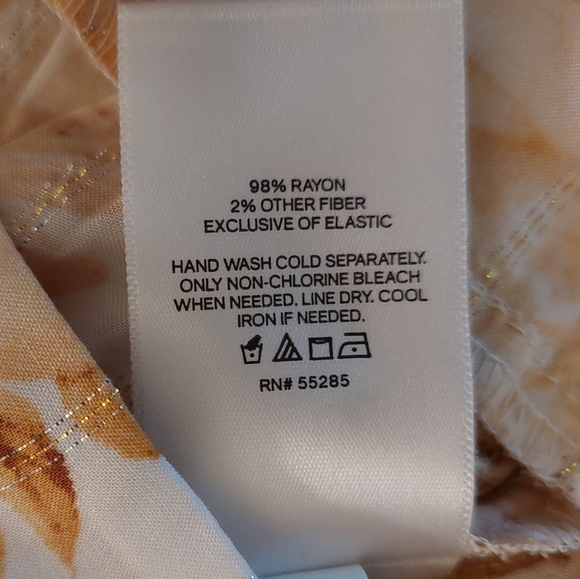 98% RAYON
2% OTHER FIBER
EXCLUSIVE OF ELASTIC
HAND WASH COLD SEPARATELY.
ONLY NON-CHLORINE BLEACH
WHEN NEEDED. LINE DRY. COOL
IRON IF NEEDED.
RN# 55285